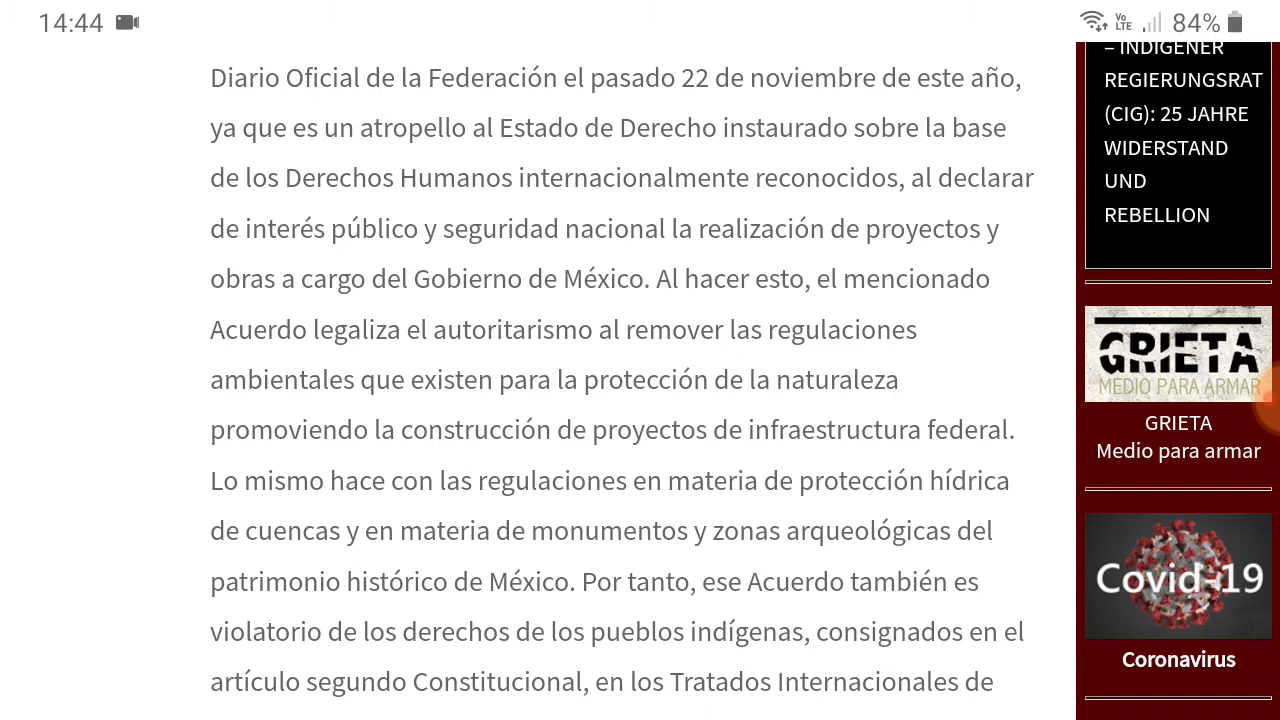 14:44
Vo
LTE
84%
Diario Oficial de la Federación el pasado 22 de noviembre de este año,
ya que es un atropello al Estado de Derecho instaurado sobre la base
de los Derechos Humanos internacionalmente reconocidos, al declarar
de interés público y seguridad nacional la realización de proyectos y
obras a cargo del Gobierno de México. Al hacer esto, el mencionado
Acuerdo legaliza el autoritarismo al remover las regulaciones
ambientales que existen para la protección de la naturaleza
promoviendo la construcción de proyectos de infraestructura federal.
Lo mismo hace con las regulaciones en materia de protección hídrica
de cuencas y en materia de monumentos y zonas arqueológicas del
patrimonio histórico de México. Por tanto, ese Acuerdo también es
violatorio de los derechos de los pueblos indígenas, consignados en el
artículo segundo Constitucional, en los Tratados Internacionales de
– INDIGENER
REGIERUNGSRAT
(CIG): 25 JAHRE
WIDERSTAND
UND
REBELLION
GRIETA
MEDIO PARA ARMAR
GRIETA
Medio para armar
Covid-19
Coronavirus